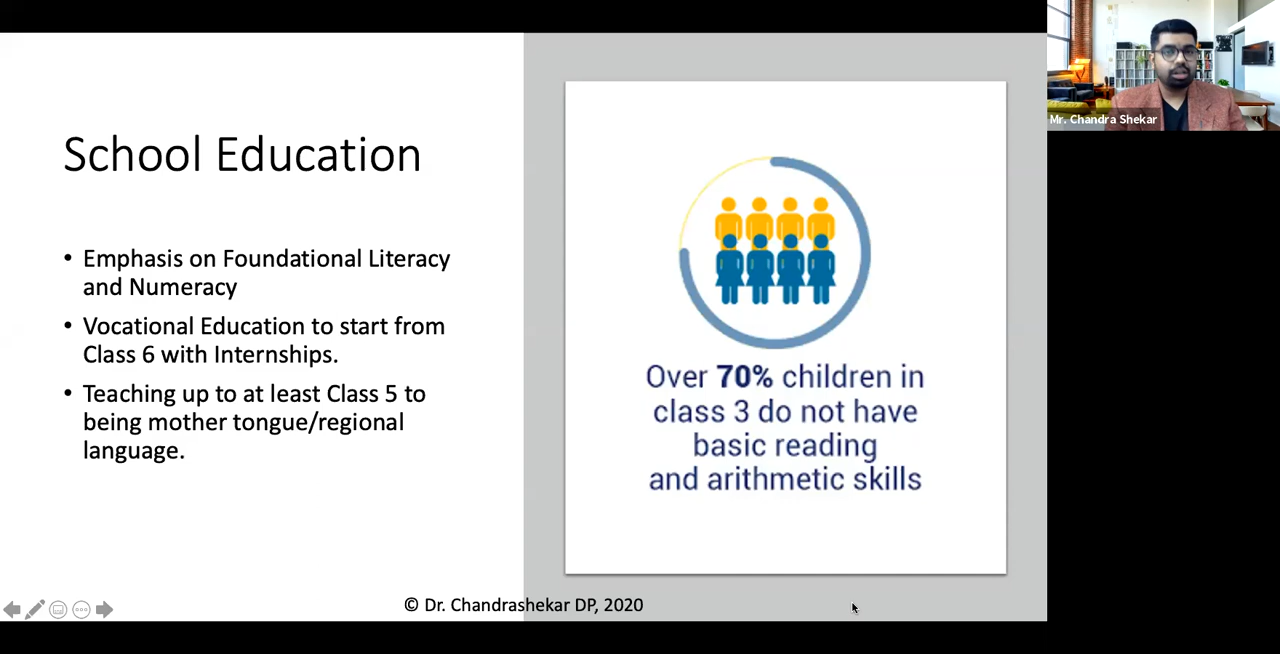 School Education
• Emphasis on Foundational Literacy
and Numeracy
• Vocational Education to start from
Class 6 with Internships.
• Teaching up to at least Class 5 to
being mother tongue/regional
language.
Over 70% children in
class 3 do not have
basic reading
and arithmetic skills
© Dr. Chandrashekar DP, 2020
Mr. Chandra Shekar